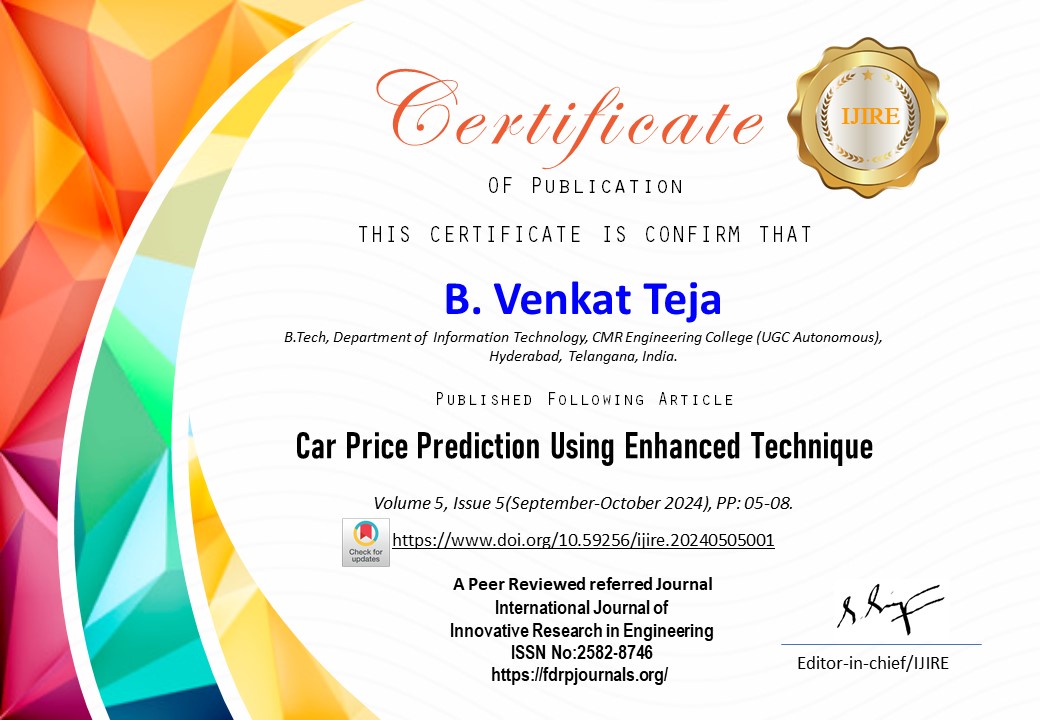 Certificate
IJIRE
OF PUBLICATION
THIS CERTIFICATE IS CONFIRM THAT
B. Venkat Teja
B.Tech, Department of Information Technology, CMR Engineering College (UGC Autonomous),
Hyderabad, Telangana, India.
PUBLISHED FOLLOWING ARTICLE
Car Price Prediction Using Enhanced Technique
Volume 5, Issue 5(September-October 2024), PP: 05-08.
Check for
updates
https://www.doi.org/10.59256/ijire.20240505001
A Peer Reviewed referred Journal
International Journal of
Innovative Research in Engineering
ISSN No:2582-8746
https://fdrpjournals.org/
Editor-in-chief/IJIRE